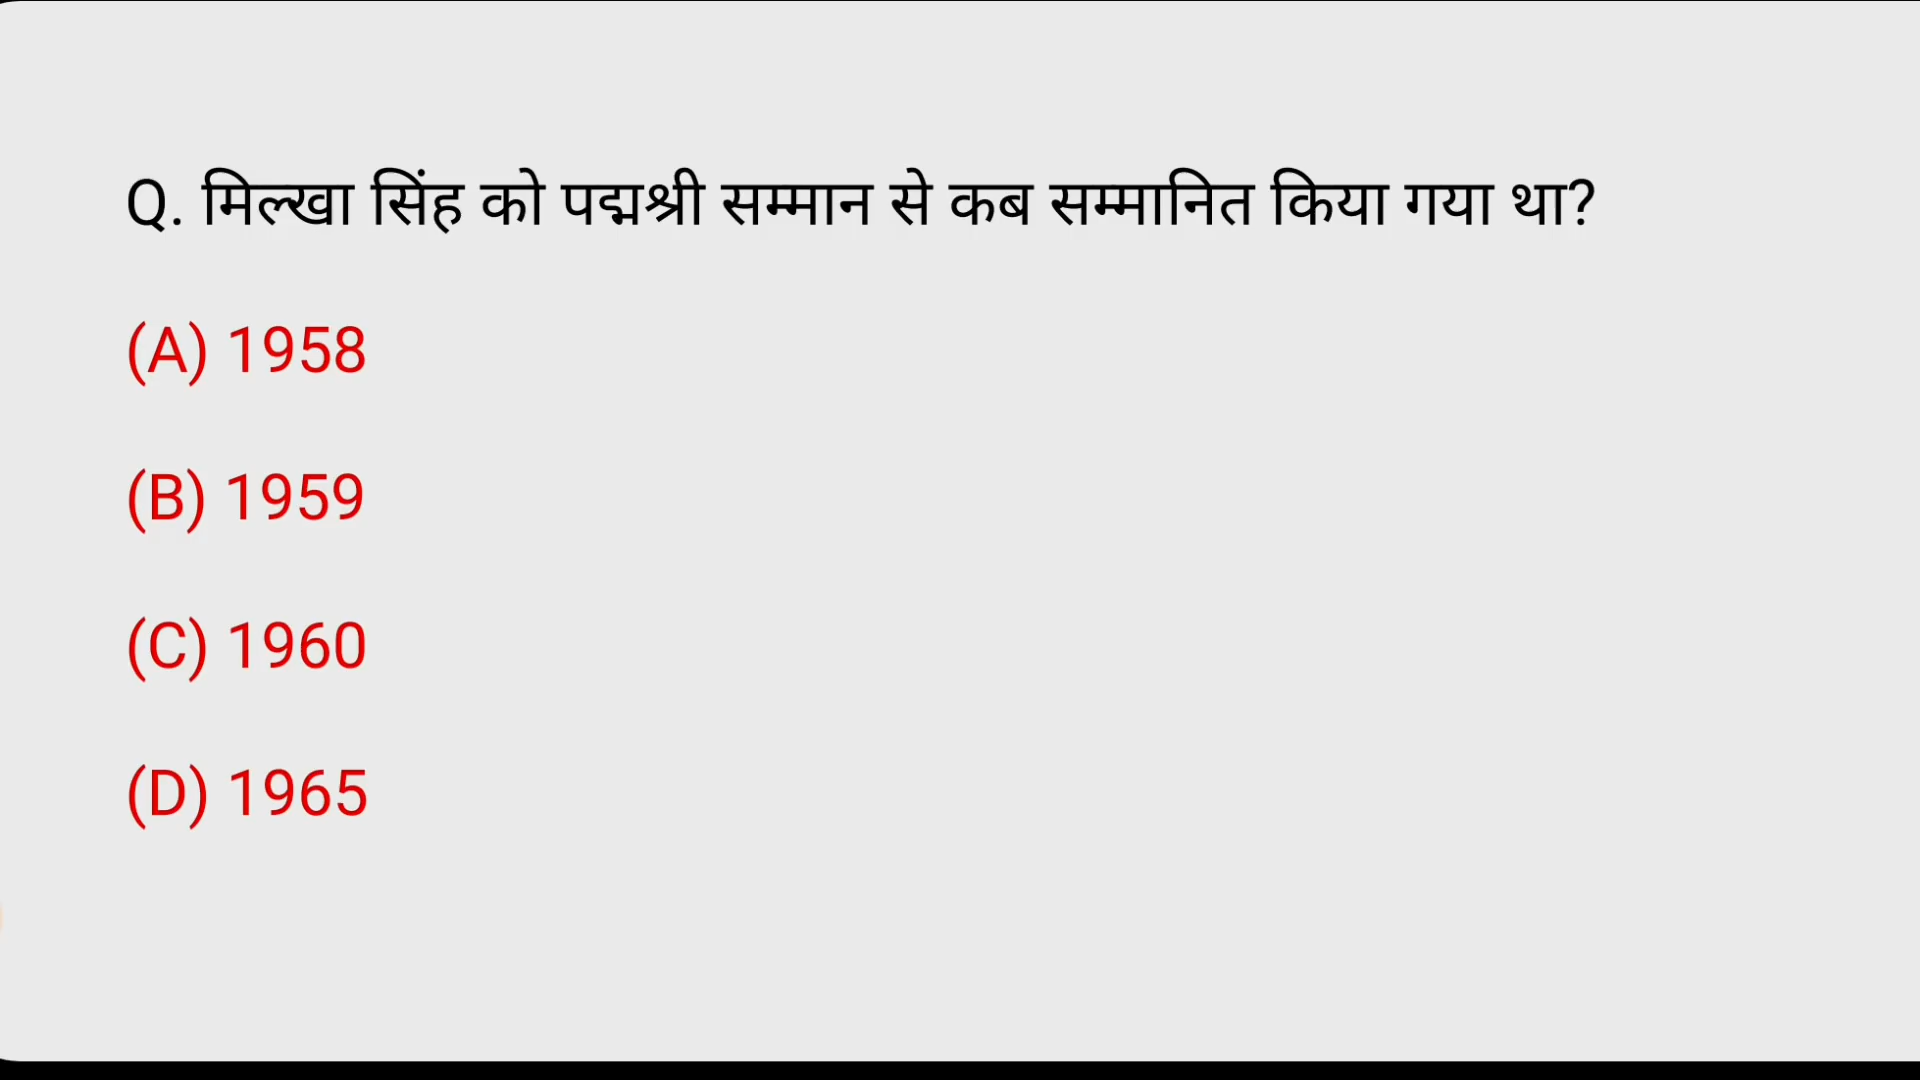 Q. मिल्खा सिंह को पद्मश्री सम्मान से कब सम्मानित किया गया था?
(A) 1958
(B) 1959
(C) 1960
(D) 1965